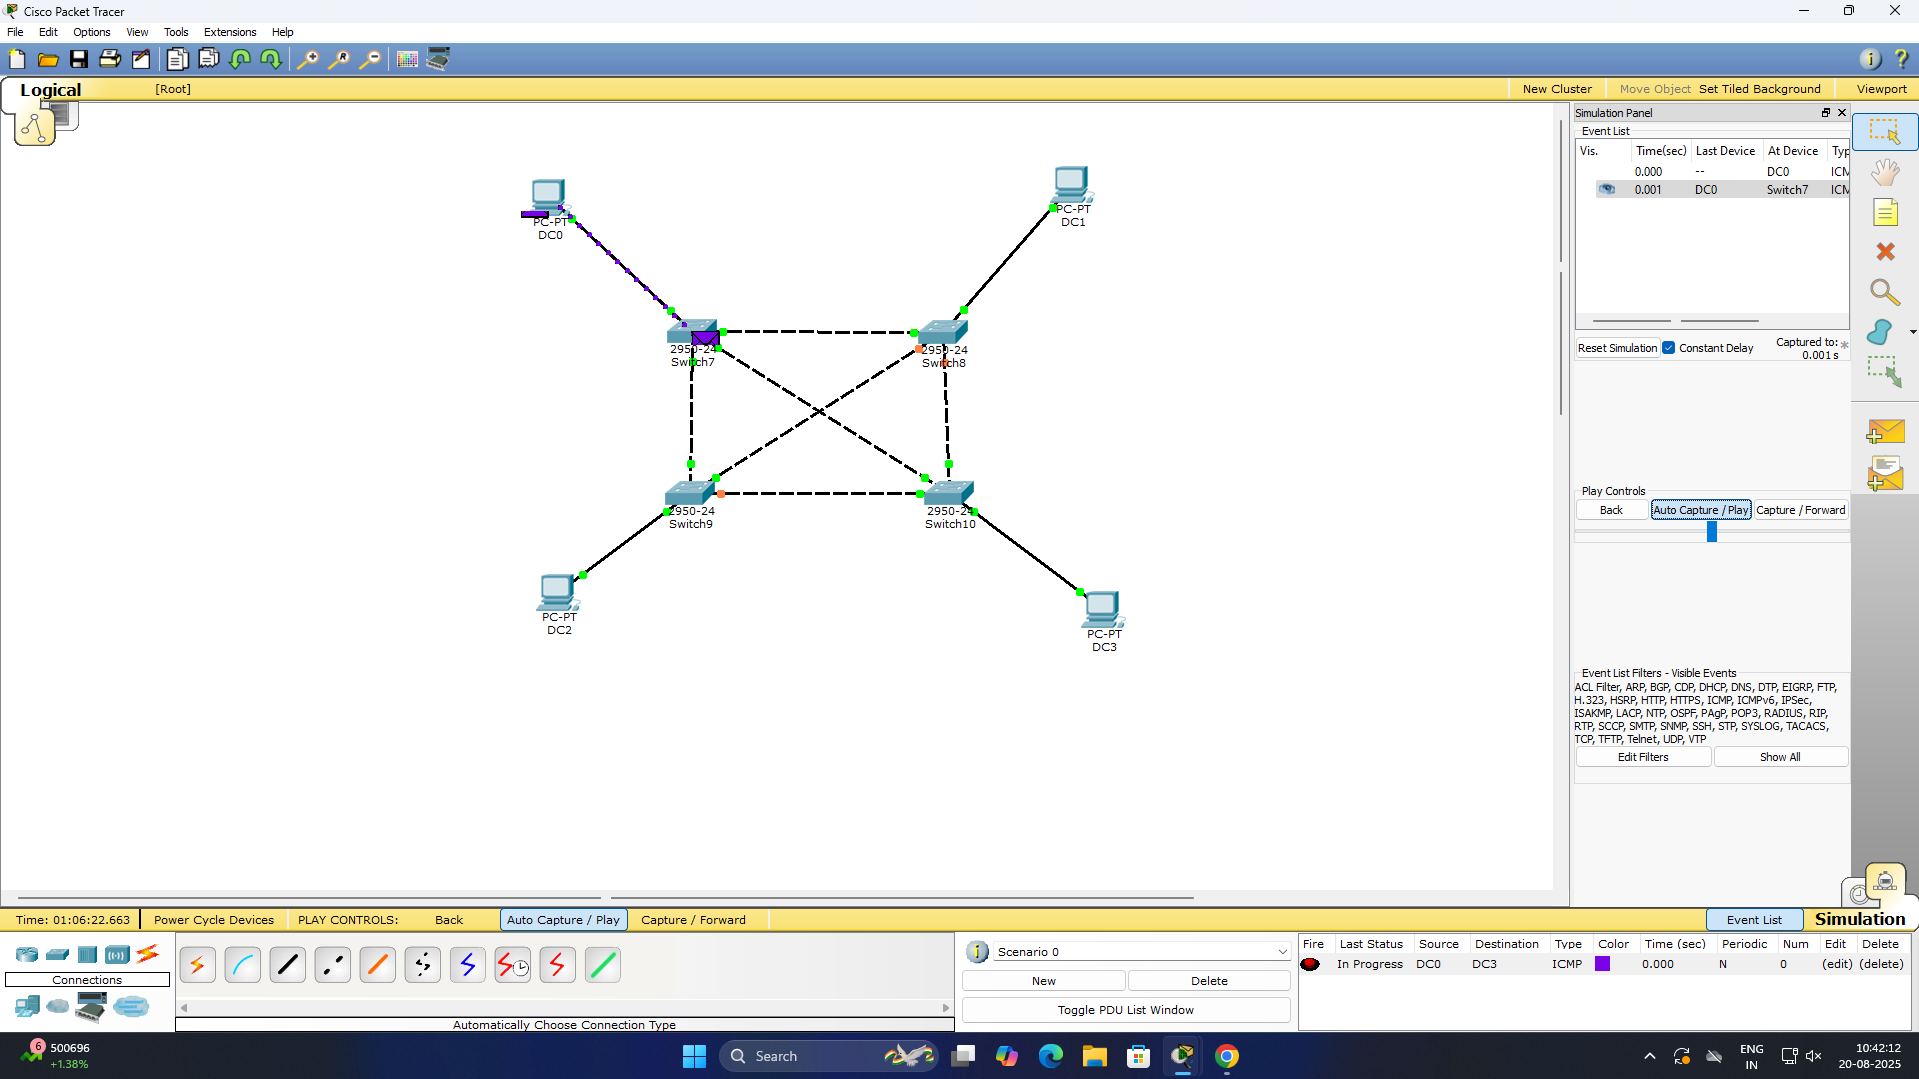 Cisco Packet Tracer
File Edit Options View Tools Extensions Help
Logical [Root] New Cluster Move Object Set Tiled Background Viewport
Simulation Panel
Event List
Vis. Time(sec) Last Device At Device Typ
0.000 -- DC0 ICM
0.001 DC0 Switch7 ICM
Reset Simulation Constant Delay Captured to: *
0.001 s
PC-PT
DC0
PC-PT
DC1
2950-24
Switch7
2950-24
Switch8
2950-24
Switch9
2950-24
Switch10
PC-PT
DC2
PC-PT
DC3
Play Controls
Back Auto Capture / Play Capture / Forward
Event List Filters - Visible Events
ACL Filter, ARP, BGP, CDP, DHCP, DNS, DTP, EIGRP, FTP,
H.323, HSRP, HTTP, HTTPS, ICMP, ICMPv6, IPSec,
ISAKMP, LACP, NTP, OSPF, PAgP, POP3, RADIUS, RIP,
RTP, SCCP, SMTP, SNMP, SSH, STP, SYSLOG, TACACS,
TCP, TFTP, Telnet, UDP, VTP
Edit Filters Show All
Time: 01:06:22.663 Power Cycle Devices PLAY CONTROLS: Back Auto Capture / Play Capture / Forward Event List Simulation
Connections
Automatically Choose Connection Type
Scenario 0
New Delete
Toggle PDU List Window
Fire Last Status Source Destination Type Color Time (sec) Periodic Num Edit Delete
In Progress DC0 DC3 ICMP 0.000 N 0 (edit) (delete)
6 500696
+1.38%
Search
ENG
IN
10:42:12
20-08-2025